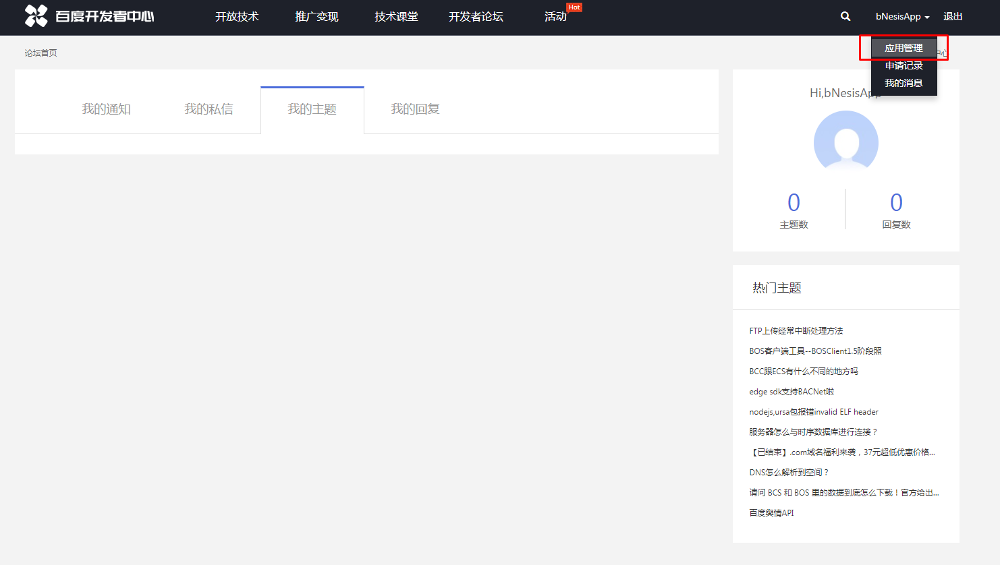 百度开发者中心
开放技术
推广变现
技术课堂
开发者论坛
活动
Hot
bNesisApp
退出
应用管理
申请记录
我的消息
论坛首页
中心
我的通知
我的私信
我的主题
我的回复
Hi,bNesisApp
0
主题数
0
回复数
热门主题
FTP上传经常中断处理方法
BOS客户端工具--BOSClient1.5阶段照
BCC跟ECS有什么不同的地方吗
edge sdk支持BACNet啦
nodejs,ursa包报错invalid ELF header
服务器怎么与时序数据库进行连接？
【已结束】.com域名福利来袭，37元超低优惠价格...
DNS怎么解析到空间？
请问 BCS 和 BOS 里的数据到底怎么下载！官方给出...
百度舆情API